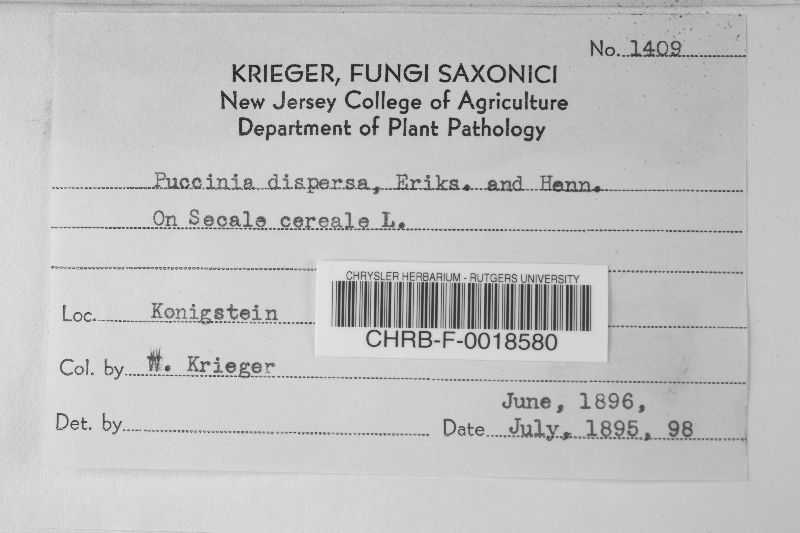 No. 1409
KRIEGER, FUNGI SAXONICI
New Jersey College of Agriculture
Department of Plant Pathology
Puccinia dispersa, Eriks. and Henn.
On Secale cereale L.
CHRYSLER HERBARIUM - RUTGERS UNIVERSITY
CHRB-F-0018580
Loc. Konigstein
Col. by W. Krieger
June, 1896,
Det. by
Date July, 1895, 98